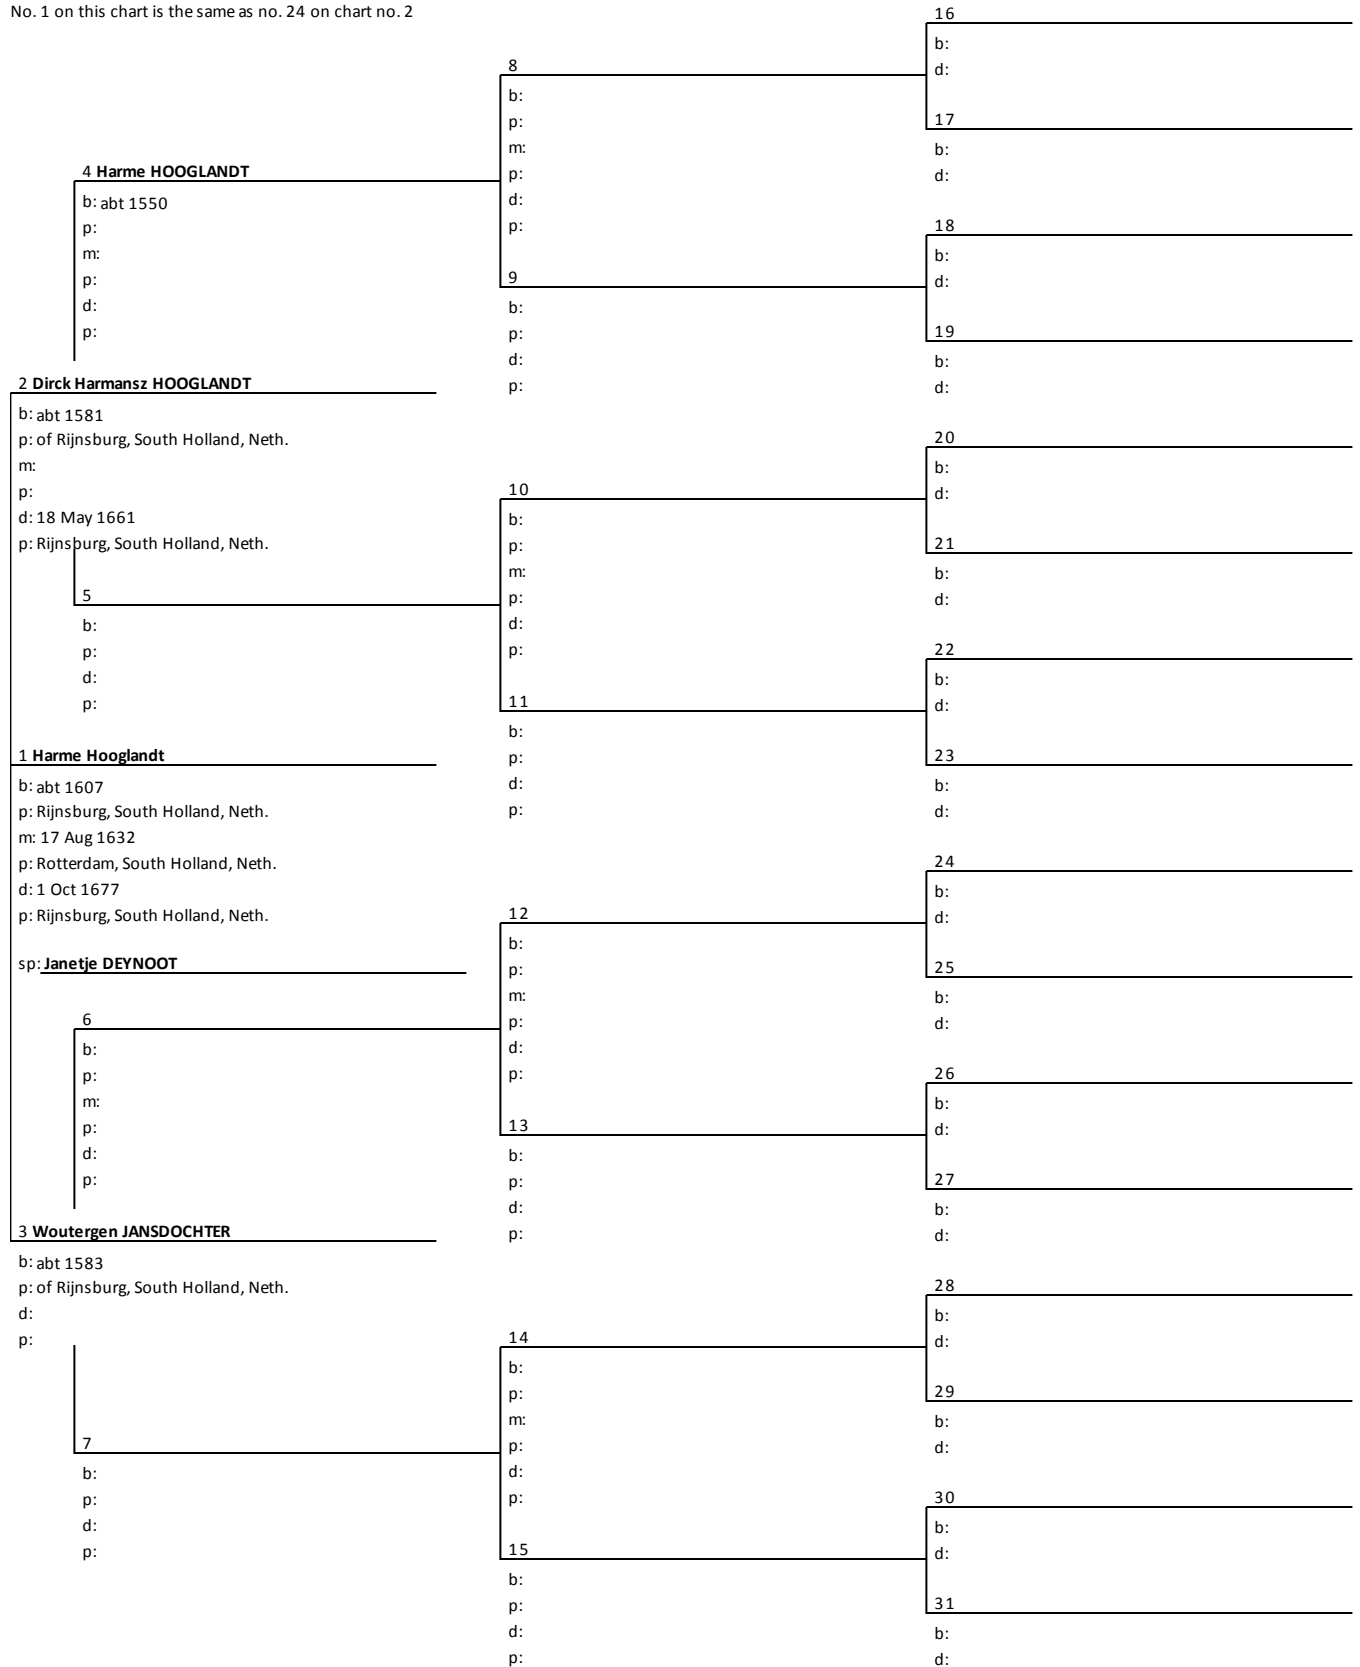 No. 1 on this chart is the same as no. 24 on chart no. 2
16
b:
d:
8
b:
p:
m:
p:
d:
p:
17
b:
d:
4 Harme HOOGLANDT
b: abt 1550
p:
m:
p:
d:
p:
18
b:
d:
9
b:
p:
d:
p:
19
b:
d:
2 Dirck Harmansz HOOGLANDT
b: abt 1581
p: of Rijnsburg, South Holland, Neth.
m:
p:
d: 18 May 1661
p: Rijnsburg, South Holland, Neth.
20
b:
d:
10
b:
p:
m:
p:
d:
p:
21
b:
d:
5
b:
p:
d:
p:
22
b:
d:
11
b:
p:
d:
p:
23
b:
d:
1 Harme Hooglandt
b: abt 1607
p: Rijnsburg, South Holland, Neth.
m: 17 Aug 1632
p: Rotterdam, South Holland, Neth.
d: 1 Oct 1677
p: Rijnsburg, South Holland, Neth.
sp: Janetje DEYNOOT
24
b:
d:
12
b:
p:
m:
p:
d:
p:
25
b:
d:
6
b:
p:
m:
p:
d:
p:
26
b:
d:
13
b:
p:
d:
p:
27
b:
d:
3 Woutergen JANSDOCHTER
b: abt 1583
p: of Rijnsburg, South Holland, Neth.
d:
p:
28
b:
d:
14
b:
p:
m:
p:
d:
p:
29
b:
d:
7
b:
p:
d:
p:
30
b:
d:
15
b:
p:
d:
p:
31
b:
d: